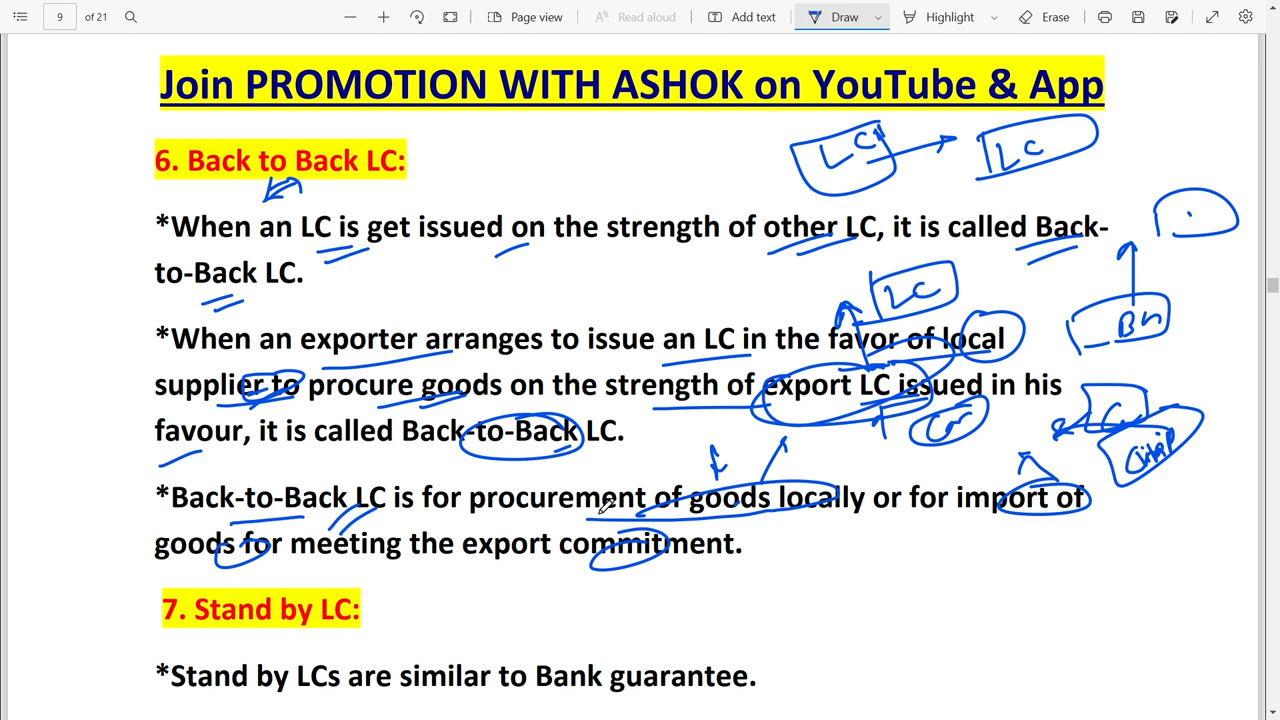 9 of 21 Page view Read aloud Add text Draw Highlight Erase
Join PROMOTION WITH ASHOK on YouTube & App
6. Back to Back LC:
LC LC
*When an LC is get issued on the strength of other LC, it is called Back-
to-Back LC.
LC
*When an exporter arranges to issue an LC in the favor of local
supplier to procure goods on the strength of export LC issued in his
favour, it is called Back-to-Back LC.
*Back-to-Back LC is for procurement of goods locally or for import of
goods for meeting the export commitment.
7. Stand by LC:
*Stand by LCs are similar to Bank guarantee.